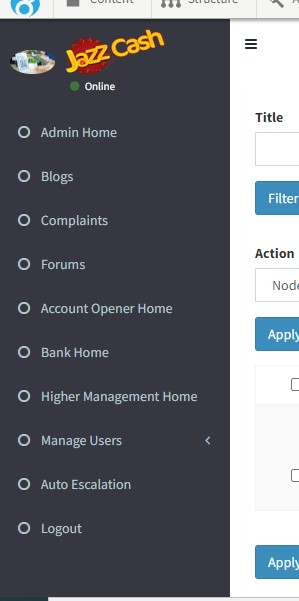 Content
Structure
Jazz Cash
Online
Admin Home
Blogs
Complaints
Forums
Account Opener Home
Bank Home
Higher Management Home
Manage Users
Auto Escalation
Logout
Title
Filter
Action
Node
Apply
Apply